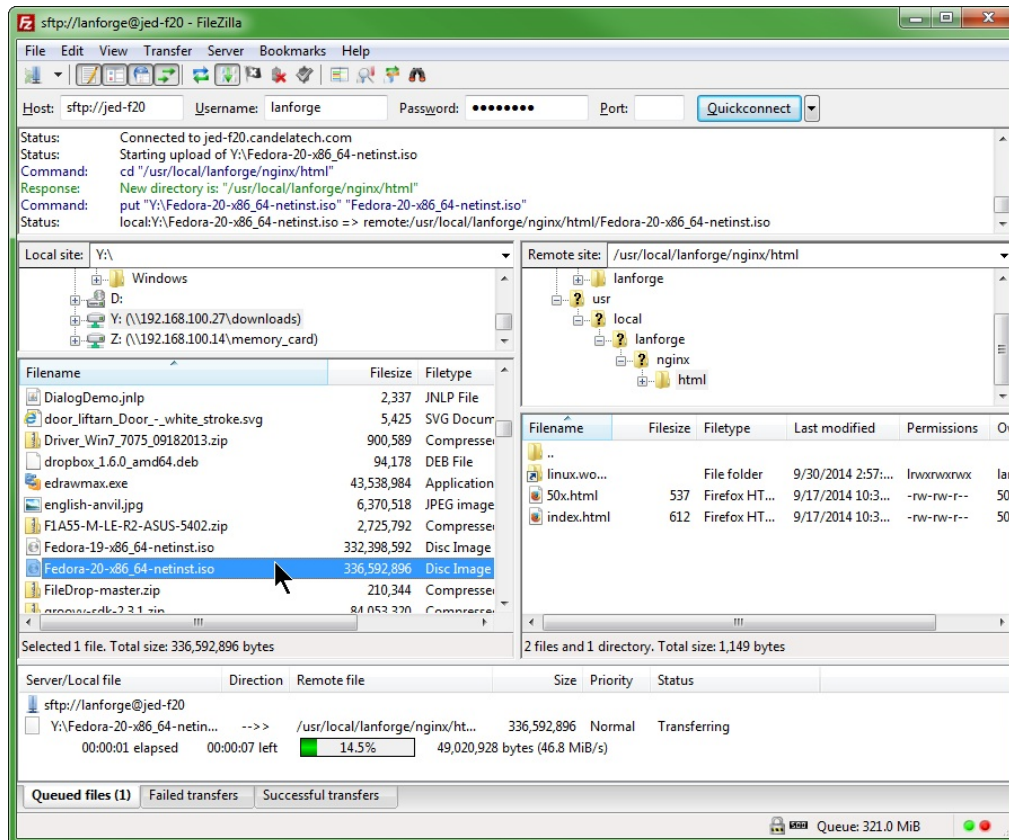 sftp://lanforge@jed-f20 - FileZilla
File Edit View Transfer Server Bookmarks Help
Host: sftp://jed-f20 Username: lanforge Password: ●●●●●●●● Port: Quickconnect
Status: Connected to jed-f20.candelatech.com
Status: Starting upload of Y:\Fedora-20-x86_64-netinst.iso
Command: cd "/usr/local/lanforge/nginx/html"
Response: New directory is: "/usr/local/lanforge/nginx/html"
Command: put "Y:\Fedora-20-x86_64-netinst.iso" "Fedora-20-x86_64-netinst.iso"
Status: local:Y:\Fedora-20-x86_64-netinst.iso => remote:/usr/local/lanforge/nginx/html/Fedora-20-x86_64-netinst.iso
Local site: Y:\
Windows
D:
Y: (\\192.168.100.27\downloads)
Z: (\\192.168.100.14\memory_card)
Filename Filesize Filetype
DialogDemo.jnlp 2,337 JNLP File
door_liftarn_Door_-_white_stroke.svg 5,425 SVG Docum
Driver_Win7_7075_09182013.zip 900,589 Compresse
dropbox_1.6.0_amd64.deb 94,178 DEB File
edrawmax.exe 43,538,984 Application
english-anvil.jpg 6,370,518 JPEG image
F1A55-M-LE-R2-ASUS-5402.zip 2,725,792 Compresse
Fedora-19-x86_64-netinst.iso 332,398,592 Disc Image
Fedora-20-x86_64-netinst.iso 336,592,896 Disc Image
FileDrop-master.zip 210,344 Compresse
groovy-sdk-2.3.1.zip 84,053,320 Compresse
Selected 1 file. Total size: 336,592,896 bytes
Remote site: /usr/local/lanforge/nginx/html
lanforge
usr
local
lanforge
nginx
html
Filename Filesize Filetype Last modified Permissions Ov
..
linux.wo... File folder 9/30/2014 2:57:... lrwxrwxrwx lar
50x.html 537 Firefox HT... 9/17/2014 10:3... -rw-rw-r-- 50
index.html 612 Firefox HT... 9/17/2014 10:3... -rw-rw-r-- 50
2 files and 1 directory. Total size: 1,149 bytes
Server/Local file Direction Remote file Size Priority Status
sftp://lanforge@jed-f20
Y:\Fedora-20-x86_64-netin... -->> /usr/local/lanforge/nginx/ht... 336,592,896 Normal Transferring
00:00:01 elapsed 00:00:07 left 14.5% 49,020,928 bytes (46.8 MiB/s)
Queued files (1) Failed transfers Successful transfers
Queue: 321.0 MiB